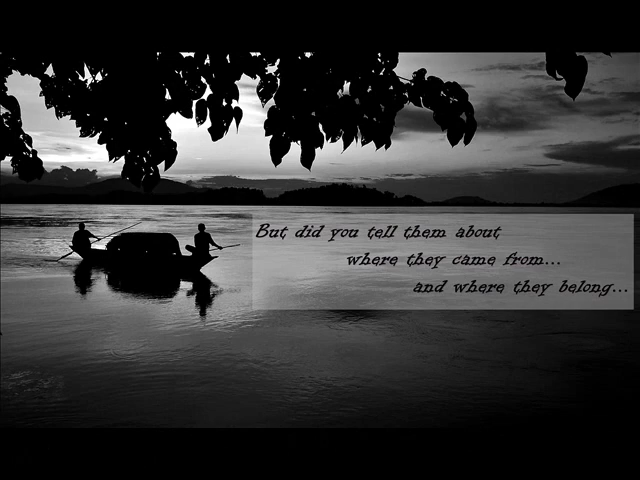 But did you tell them about
where they came from...
and where they belong...